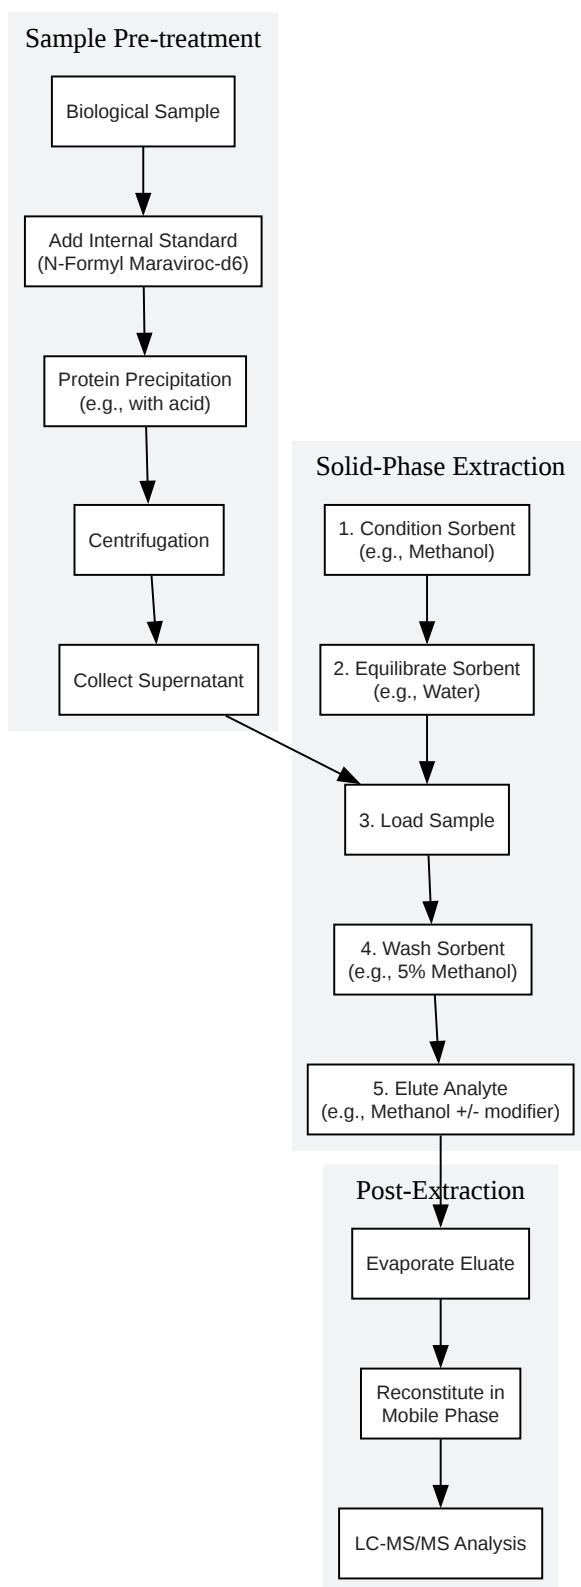 Sample Pre-treatment
Biological Sample
Add Internal Standard
(N-Formyl Maraviroc-d6)
Protein Precipitation
(e.g., with acid)
Centrifugation
Collect Supernatant
Solid-Phase Extraction
1. Condition Sorbent
(e.g., Methanol)
2. Equilibrate Sorbent
(e.g., Water)
3. Load Sample
4. Wash Sorbent
(e.g., 5% Methanol)
5. Elute Analyte
(e.g., Methanol +/- modifier)
Post-Extraction
Evaporate Eluate
Reconstitute in
Mobile Phase
LC-MS/MS Analysis